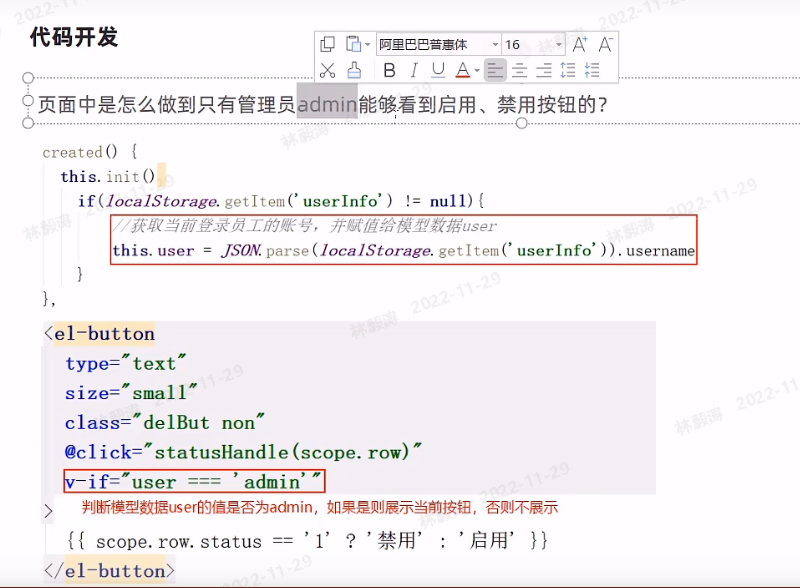 代码开发
阿里巴巴普惠体 16 A⁺ A⁻
B I U A
页面中是怎么做到只有管理员admin能够看到启用、禁用按钮的?
created() {
this.init()
if(localStorage.getItem('userInfo') != null){
//获取当前登录员工的账号，并赋值给模型数据user
this.user = JSON.parse(localStorage.getItem('userInfo')).username
}
},
<el-button
type="text"
size="small"
class="delBut non"
@click="statusHandle(scope.row)"
v-if="user === 'admin'"
>
判断模型数据user的值是否为admin，如果是则展示当前按钮，否则不展示
{{ scope.row.status == '1' ? '禁用' : '启用' }}
</el-button>
林毅涛 2022-11-29